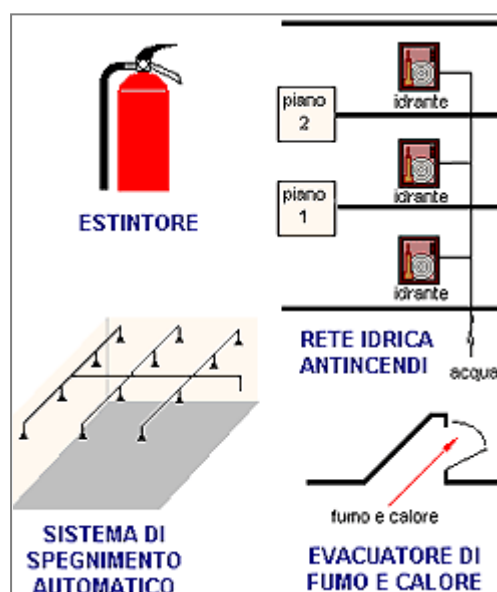 ESTINTORE
idrante
piano
2
idrante
piano
1
idrante
RETE IDRICA
ANTINCENDI
acqua
SISTEMA DI
SPEGNIMENTO
AUTOMATICO
fumo e calore
EVACUATORE DI
FUMO E CALORE